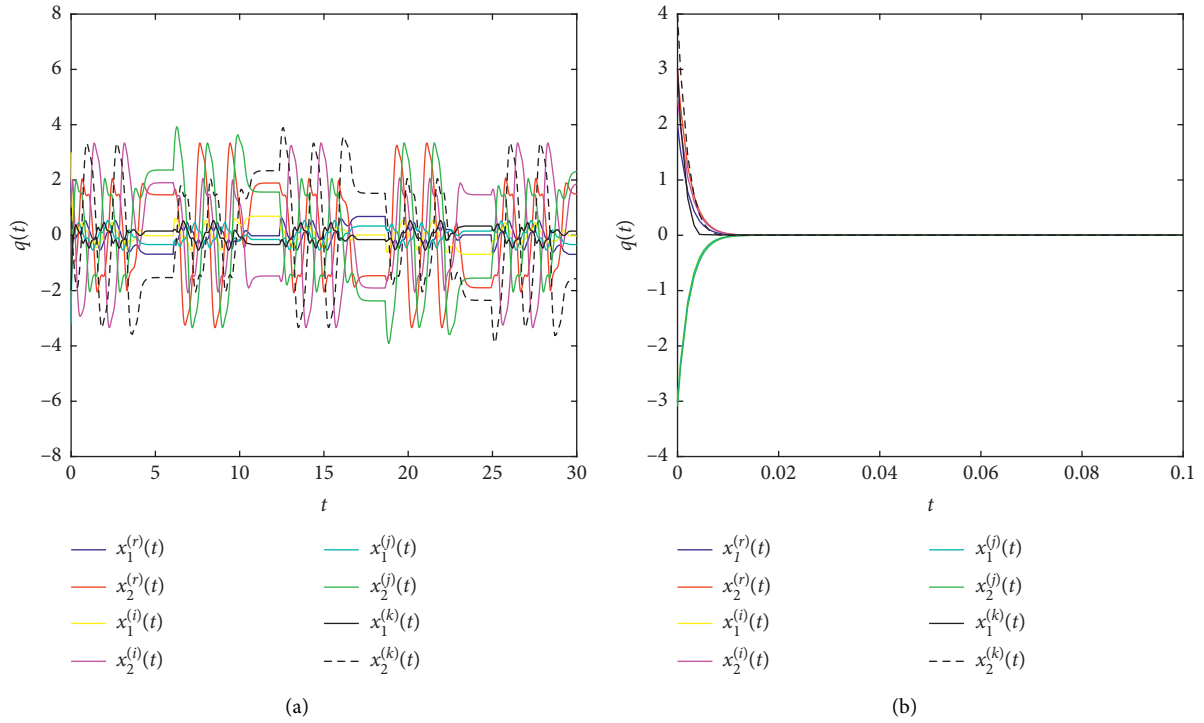 8
6
4
2
0
−2
−4
−6
−8
q(t)
0 5 10 15 20 25 30
t
x_1^{(r)}(t) x_1^{(j)}(t)
x_2^{(r)}(t) x_2^{(j)}(t)
x_1^{(i)}(t) x_1^{(k)}(t)
x_2^{(i)}(t) x_2^{(k)}(t)
(a)
4
3
2
1
0
−1
−2
−3
−4
q(t)
0 0.02 0.04 0.06 0.08 0.1
t
x_1^{(r)}(t) x_1^{(j)}(t)
x_2^{(r)}(t) x_2^{(j)}(t)
x_1^{(i)}(t) x_1^{(k)}(t)
x_2^{(i)}(t) x_2^{(k)}(t)
(b)